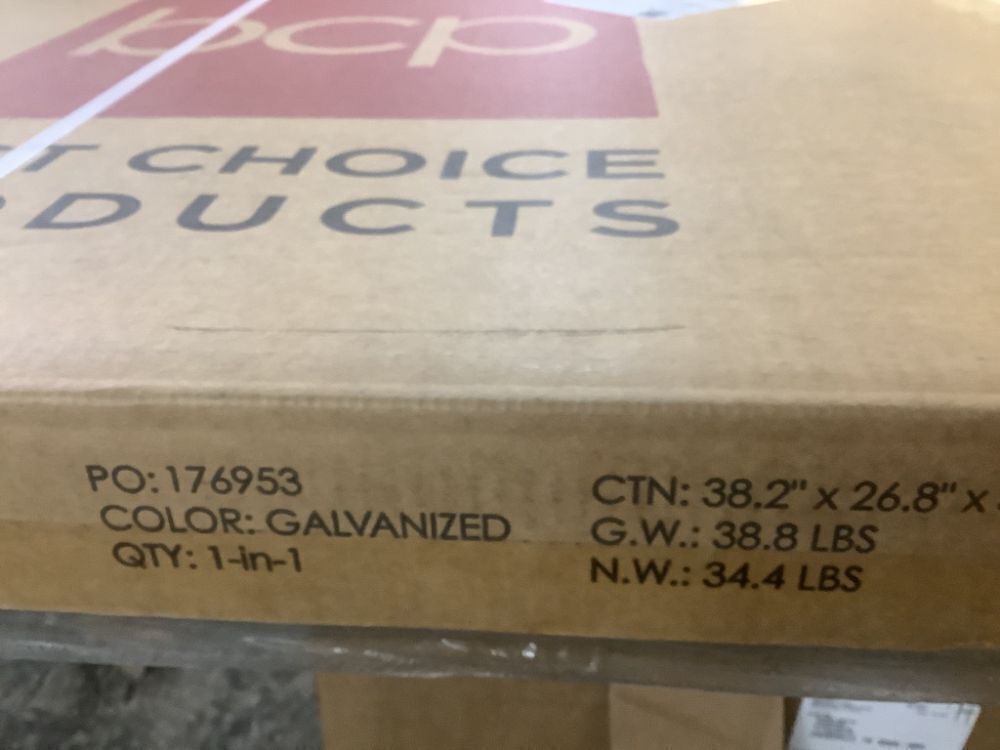 bcp
T CHOICE
DUCTS
PO: 176953
COLOR: GALVANIZED
QTY: 1-in-1
CTN: 38.2" x 26.8" x
G.W.: 38.8 LBS
N.W.: 34.4 LBS